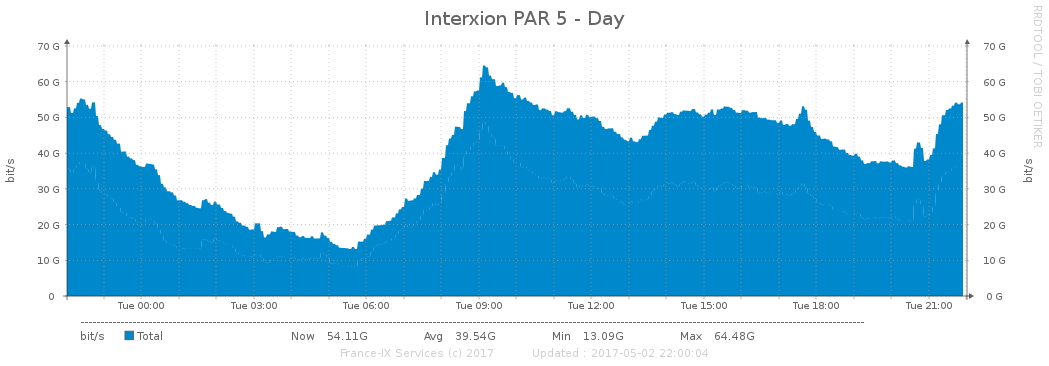 Interxion PAR 5 - Day
RRDTOOL / TOBI OETIKER
70 G
60 G
50 G
40 G
30 G
20 G
10 G
0
bit/s
70 G
60 G
50 G
40 G
30 G
20 G
10 G
0 G
bit/s
Tue 00:00 Tue 03:00 Tue 06:00 Tue 09:00 Tue 12:00 Tue 15:00 Tue 18:00 Tue 21:00
bit/s Total Now 54.11G Avg 39.54G Min 13.09G Max 64.48G
France-IX Services (c) 2017 Updated : 2017-05-02 22:00:04